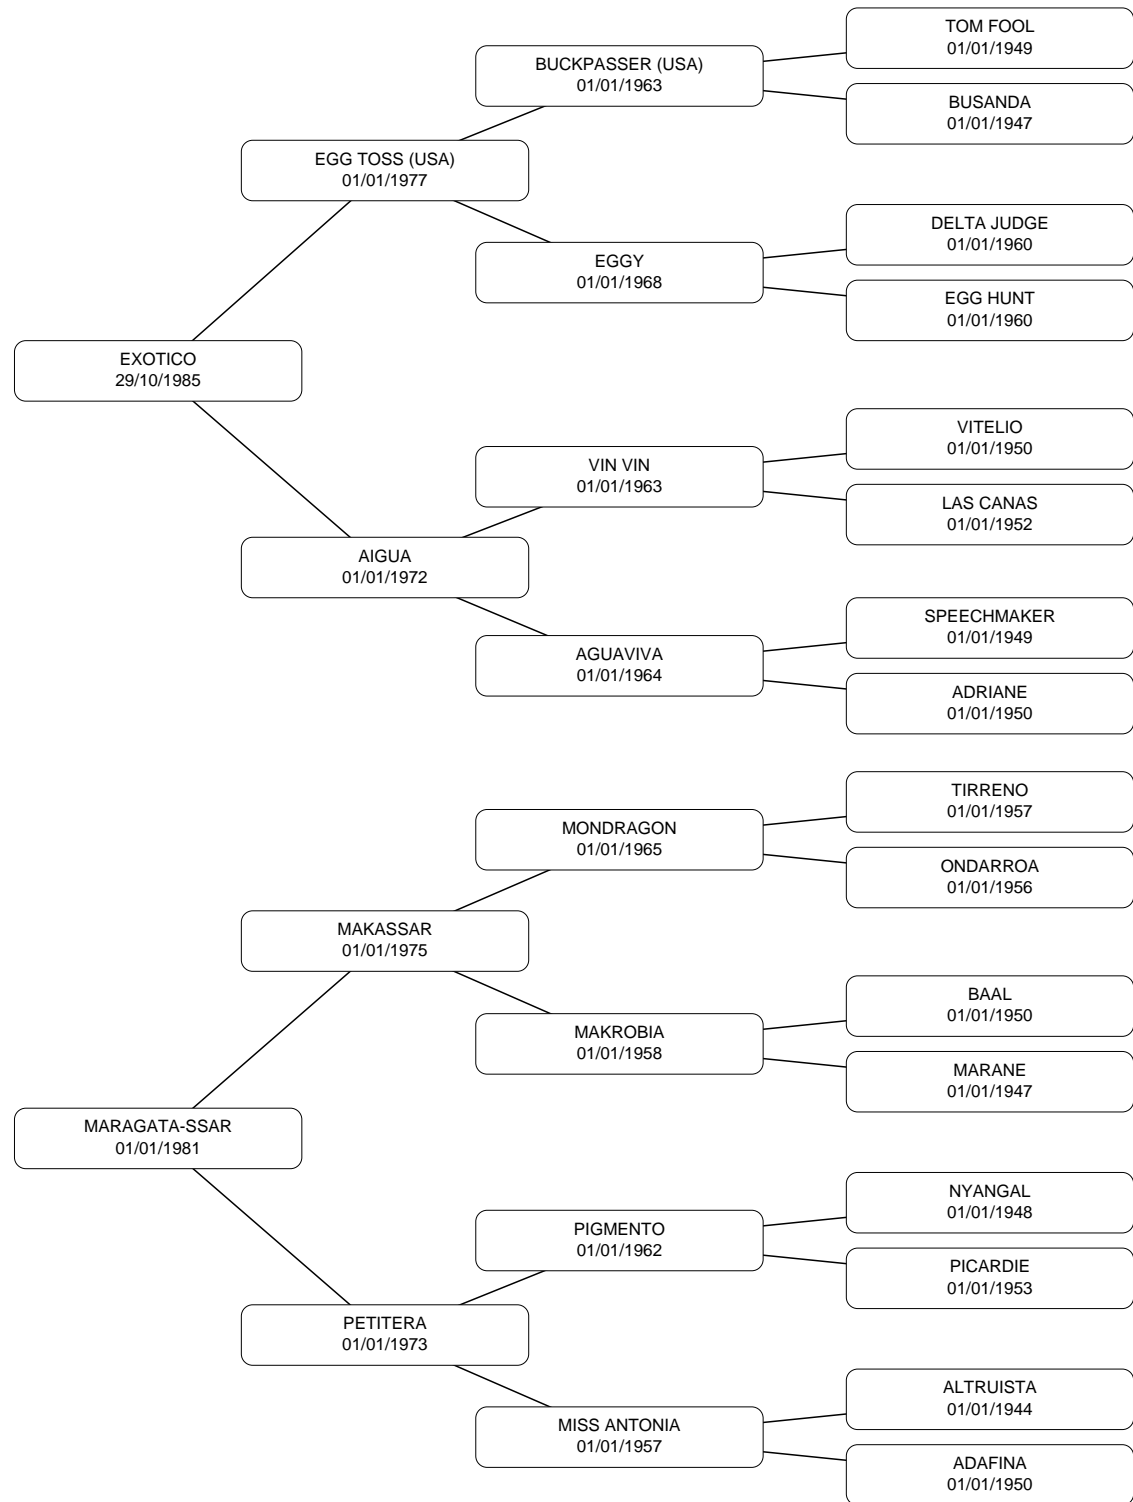 TOM FOOL
01/01/1949
BUCKPASSER (USA)
01/01/1963
BUSANDA
01/01/1947
EGG TOSS (USA)
01/01/1977
DELTA JUDGE
01/01/1960
EGGY
01/01/1968
EGG HUNT
01/01/1960
EXOTICO
29/10/1985
VITELIO
01/01/1950
VIN VIN
01/01/1963
LAS CANAS
01/01/1952
AIGUA
01/01/1972
SPEECHMAKER
01/01/1949
AGUAVIVA
01/01/1964
ADRIANE
01/01/1950
TIRRENO
01/01/1957
MONDRAGON
01/01/1965
ONDARROA
01/01/1956
MAKASSAR
01/01/1975
BAAL
01/01/1950
MAKROBIA
01/01/1958
MARANE
01/01/1947
MARAGATA-SSAR
01/01/1981
NYANGAL
01/01/1948
PIGMENTO
01/01/1962
PICARDIE
01/01/1953
PETITERA
01/01/1973
ALTRUISTA
01/01/1944
MISS ANTONIA
01/01/1957
ADAFINA
01/01/1950